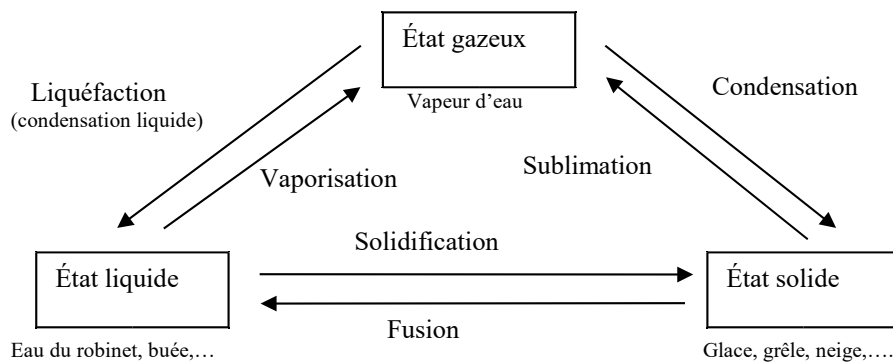 État gazeux
Vapeur d’eau
Liquéfaction
(condensation liquide)
Condensation
Vaporisation
Sublimation
Solidification
État liquide
État solide
Fusion
Eau du robinet, buée,…
Glace, grêle, neige,….